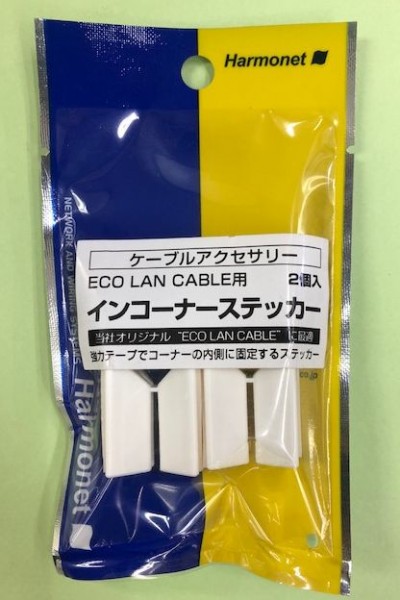 Harmonet
ケーブルアクセサリー
ECO LAN CABLE用 2個入
インコーナーステッカー
当社オリジナル "ECO LAN CABLE" に最適
強力テープでコーナーの内側に固定するステッカー
NETWORK AND WIRING SYSTEMS
Harmonet
co.jp